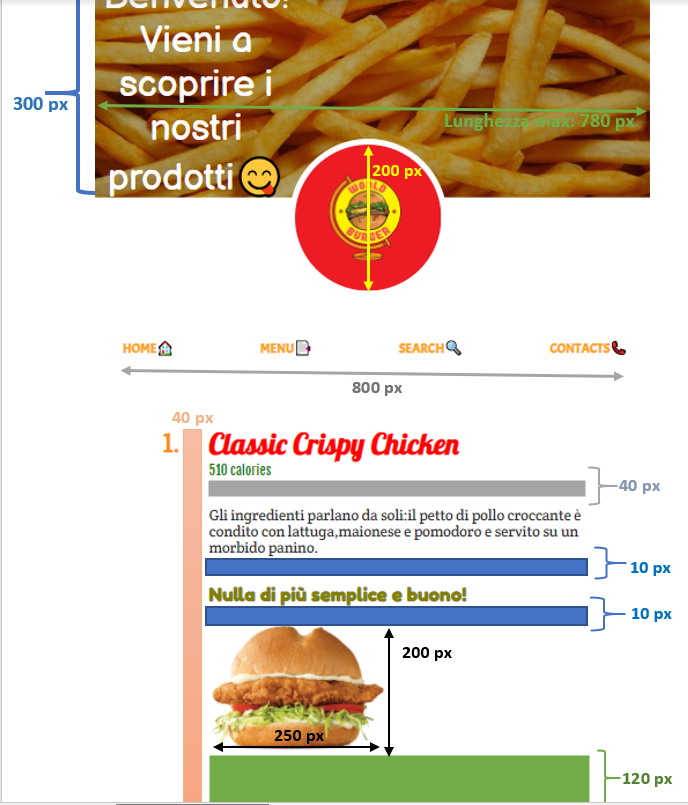 Benvenuto!
Vieni a
scoprire i
nostri
prodotti😋
300 px
Lunghezza max: 780 px
200 px
WORLD
BURGER
HOME🏠 MENU📑 SEARCH🔍 CONTACTS📞
800 px
40 px
1. Classic Crispy Chicken
510 calories
40 px
Gli ingredienti parlano da soli:il petto di pollo croccante è
condito con lattuga,maionese e pomodoro e servito su un
morbido panino.
10 px
Nulla di più semplice e buono!
10 px
200 px
250 px
120 px